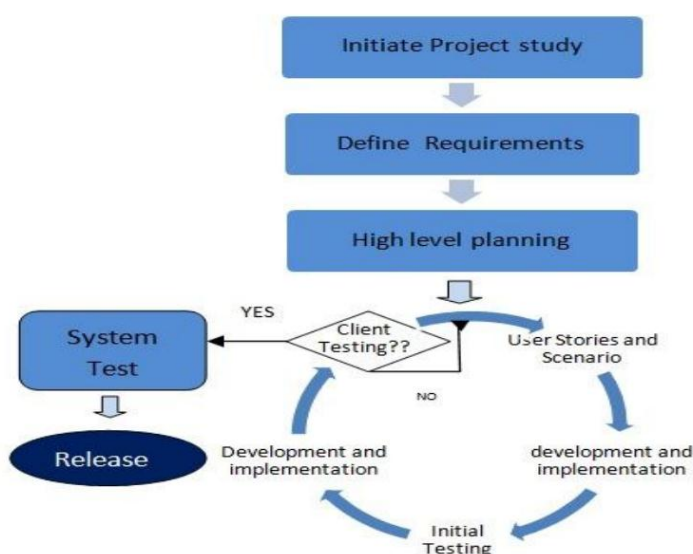 Initiate Project study
Define Requirements
High level planning
YES
Client
Testing??
User Stories and
Scenario
System
Test
NO
Release
Development and
implementation
development and
implementation
Initial
Testing